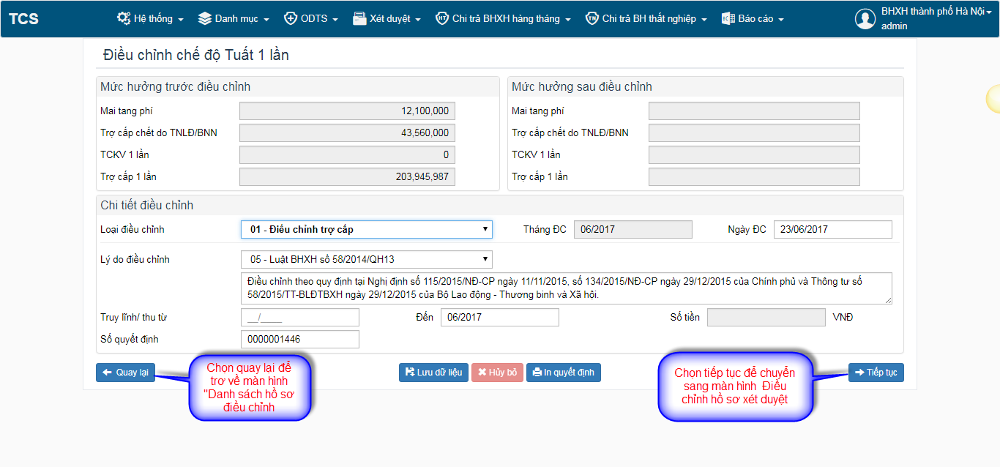 TCS
Hệ thống
Danh mục
ODTS
Xét duyệt
HT Chi trả BHXH hàng tháng
TN Chi trả BH thất nghiệp
Báo cáo
BHXH thành phố Hà Nội
admin
Điều chỉnh chế độ Tuất 1 lần
Mức hưởng trước điều chỉnh
Mai tang phí 12,100,000
Trợ cấp chết do TNLĐ/BNN 43,560,000
TCKV 1 lần 0
Trợ cấp 1 lần 203,945,987
Mức hưởng sau điều chỉnh
Mai tang phí
Trợ cấp chết do TNLĐ/BNN
TCKV 1 lần
Trợ cấp 1 lần
Chi tiết điều chỉnh
Loại điều chỉnh 01 - Điều chỉnh trợ cấp Tháng ĐC 06/2017 Ngày ĐC 23/06/2017
Lý do điều chỉnh 05 - Luật BHXH số 58/2014/QH13
Điều chỉnh theo quy định tại Nghị định số 115/2015/NĐ-CP ngày 11/11/2015, số 134/2015/NĐ-CP ngày 29/12/2015 của Chính phủ và Thông tư số
58/2015/TT-BLĐTBXH ngày 29/12/2015 của Bộ Lao động - Thương binh và Xã hội.
Truy lĩnh/ thu từ __/____ Đến 06/2017 Số tiền VNĐ
Số quyết định 0000001446
Quay lại
Chọn quay lại để
trơ về màn hình
"Danh sách hồ sơ
điều chỉnh
Lưu dữ liệu
Hủy bỏ
In quyết định
Chọn tiếp tục để chuyển
sang màn hình Điều
chỉnh hồ sơ xét duyệt
Tiếp tục